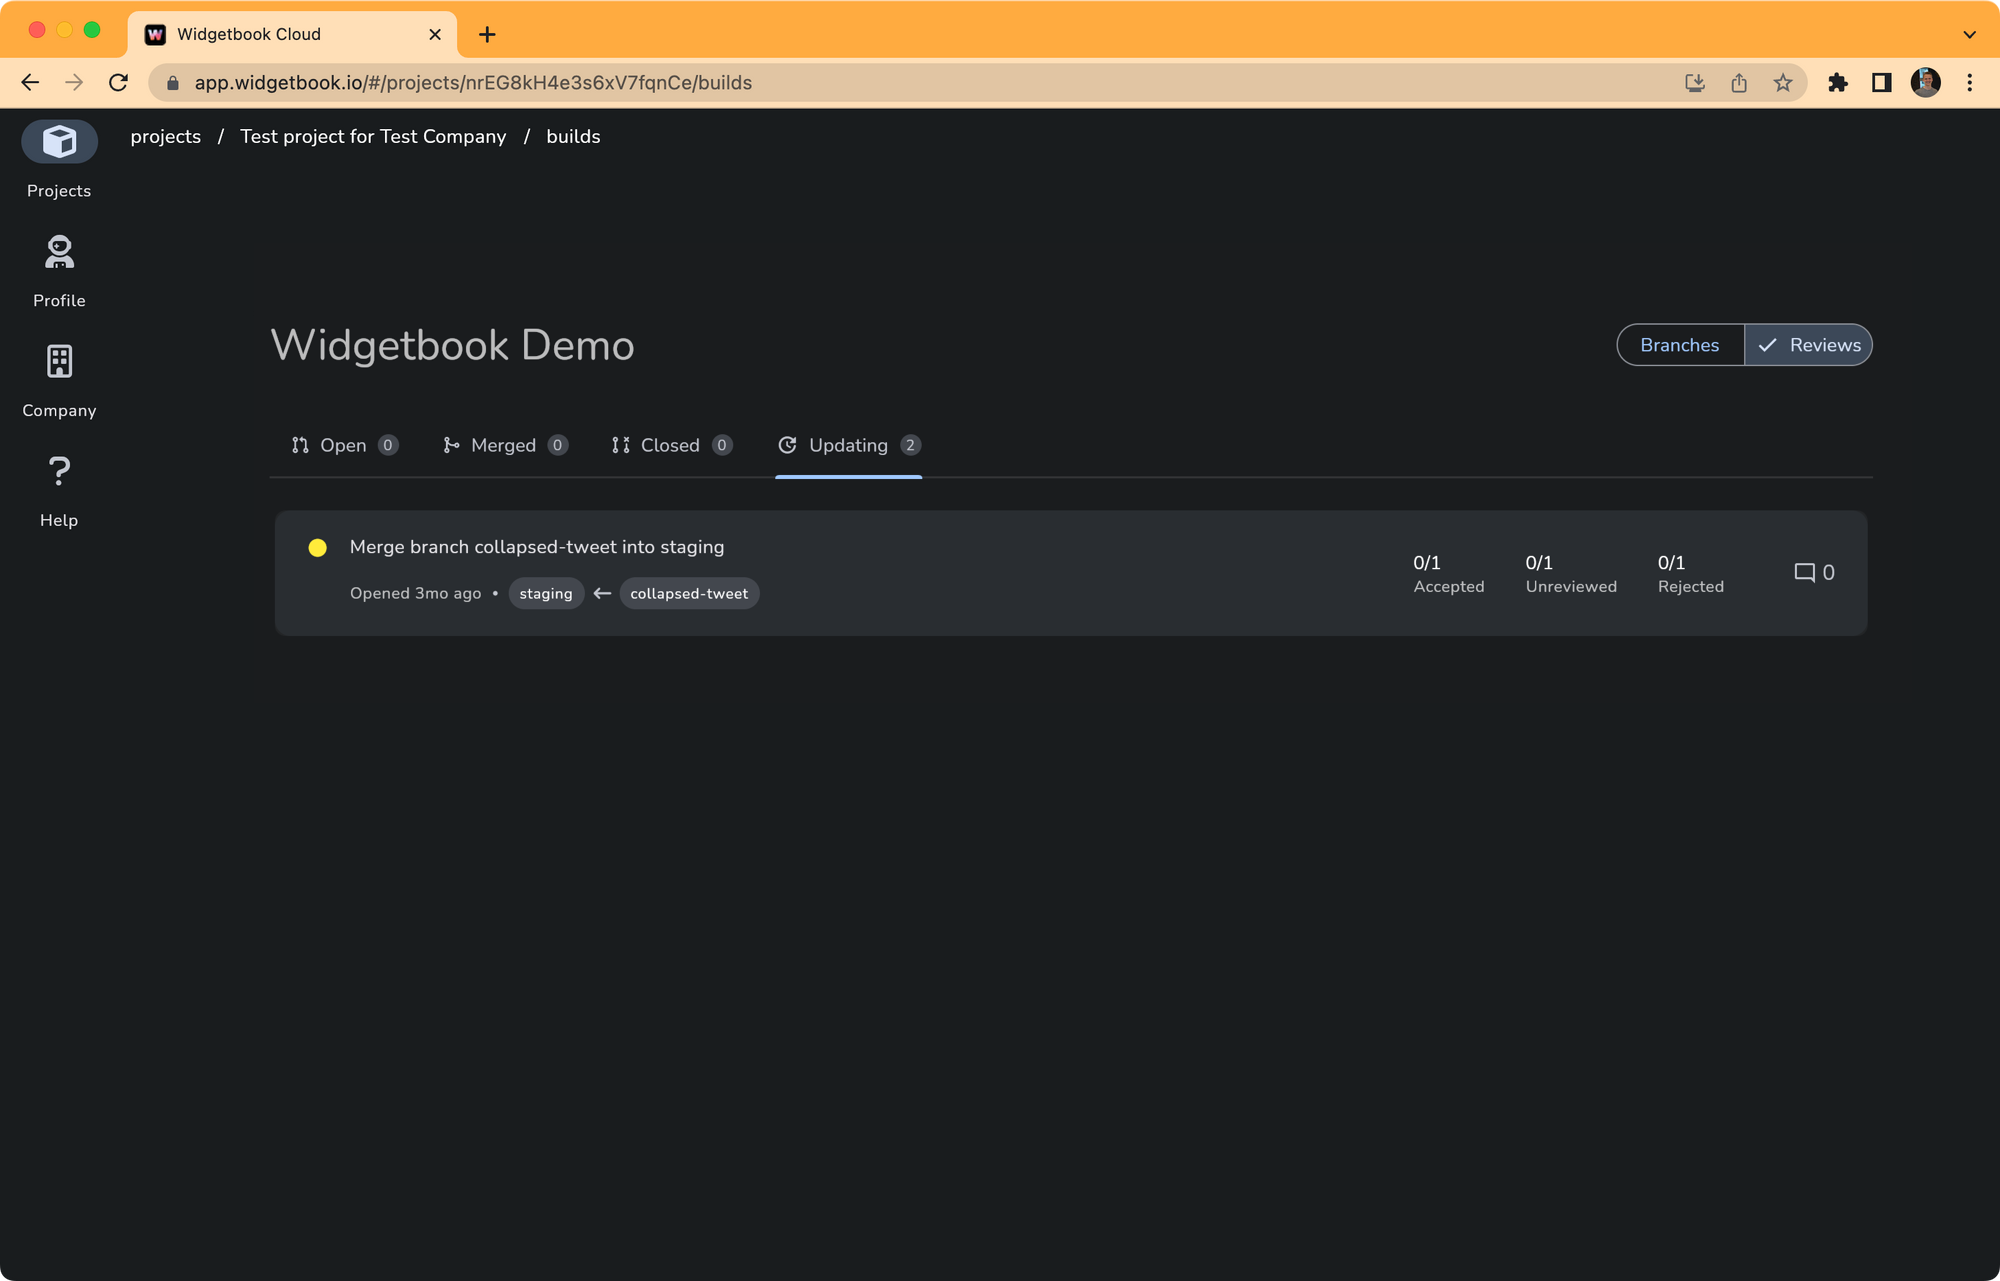 Widgetbook Cloud
app.widgetbook.io/#/projects/nrEG8kH4e3s6xV7fqnCe/builds
projects / Test project for Test Company / builds
Projects
Profile
Company
Help
Widgetbook Demo
Branches
Reviews
Open 0
Merged 0
Closed 0
Updating 2
Merge branch collapsed-tweet into staging
Opened 3mo ago • staging ← collapsed-tweet
0/1
Accepted
0/1
Unreviewed
0/1
Rejected
0